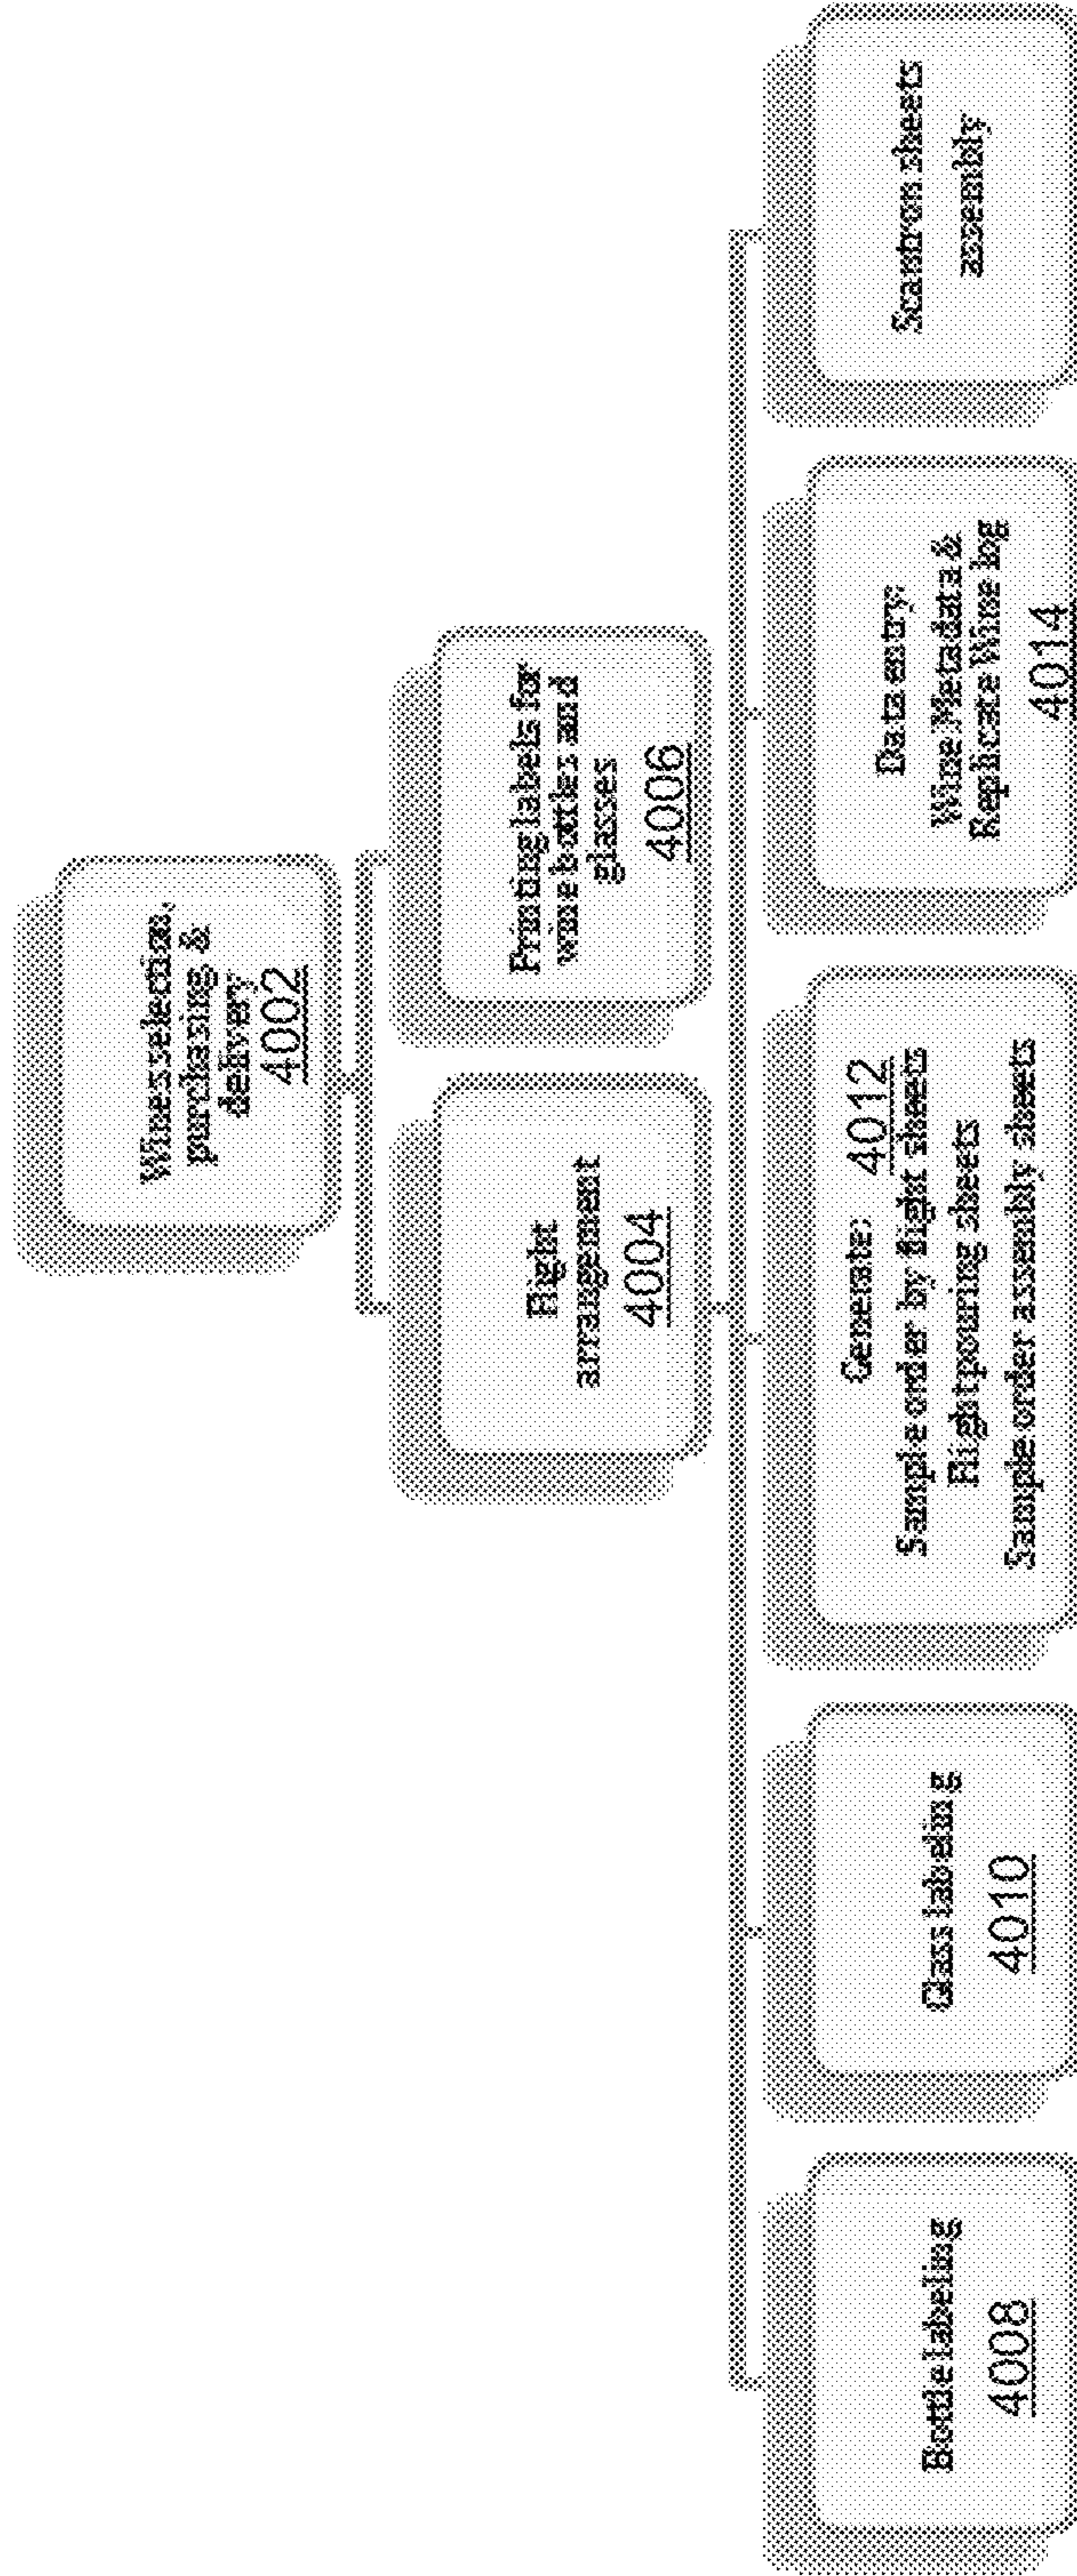 Wines selection,
purchasing &
delivery
4002
Flight
arrangement
4004
Printing labels for
wine bottles and
glasses
4006
Bottle labeling
4008
Glass labeling
4010
Generate: 4012
Sample order by flight sheets
Flight pouring sheets
Sample order assembly sheets
Data entry:
Wine Metadata &
Replicate Wine log
4014
Scantron sheets
assembly